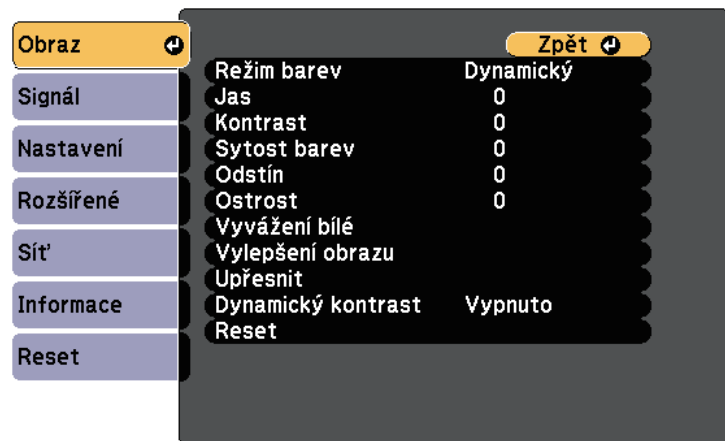 Obraz
Signál
Nastavení
Rozšířené
Síť
Informace
Reset
Zpět
Režim barev Dynamický
Jas 0
Kontrast 0
Sytost barev 0
Odstín 0
Ostrost 0
Vyvážení bílé
Vylepšení obrazu
Upřesnit
Dynamický kontrast Vypnuto
Reset